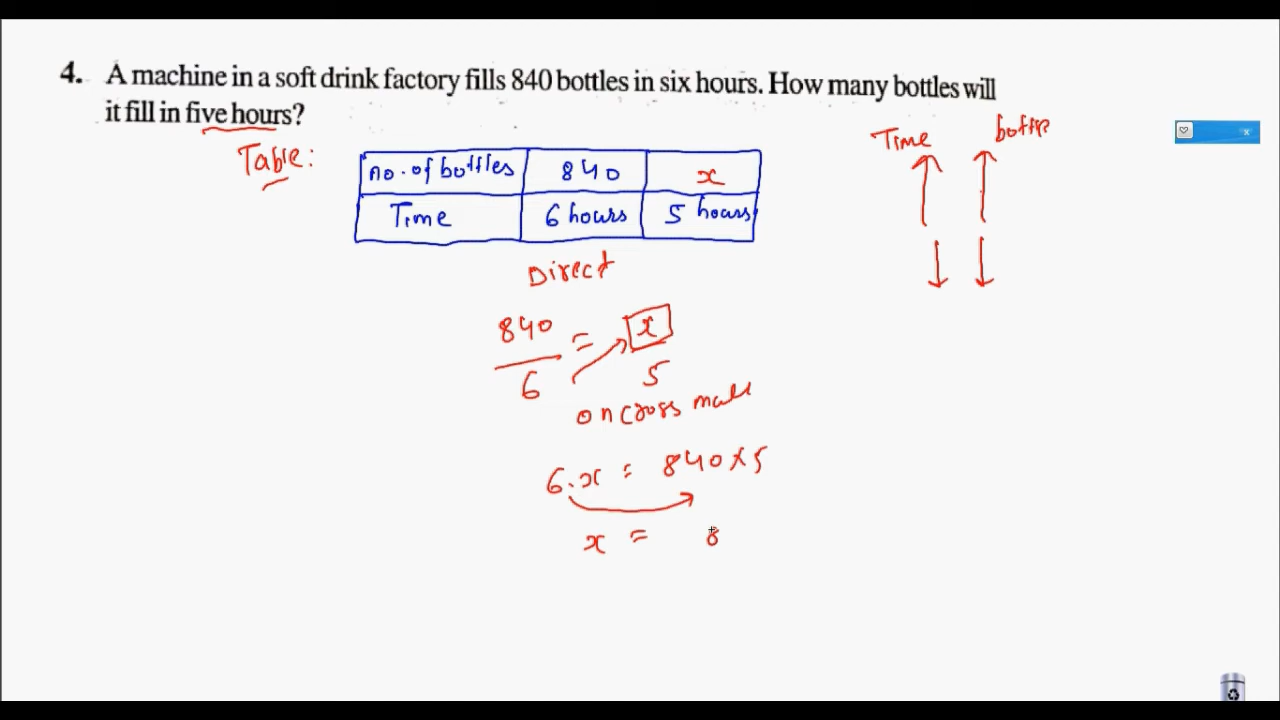 4. A machine in a soft drink factory fills 840 bottles in six hours. How many bottles will
it fill in five hours?
Time bottle
Table:
no. of bottles 840 x
Time 6 hours 5 hours
Direct
840/6 = x/5
on cross mult
6.x = 840×5
x = 8